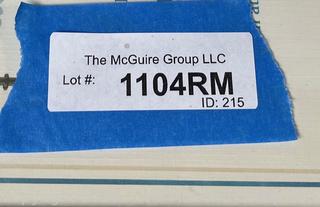 The McGuire Group LLC
Lot #: 1104RM
ID: 215